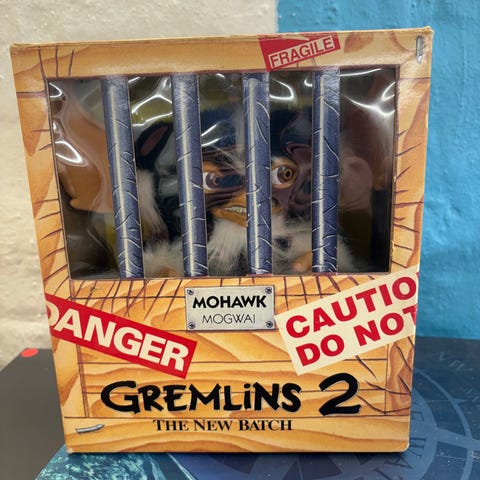 FRAGILE
MOHAWK
MOGWAI
DANGER
CAUTIO
DO NOT
GREMLiNS 2
THE NEW BATCH